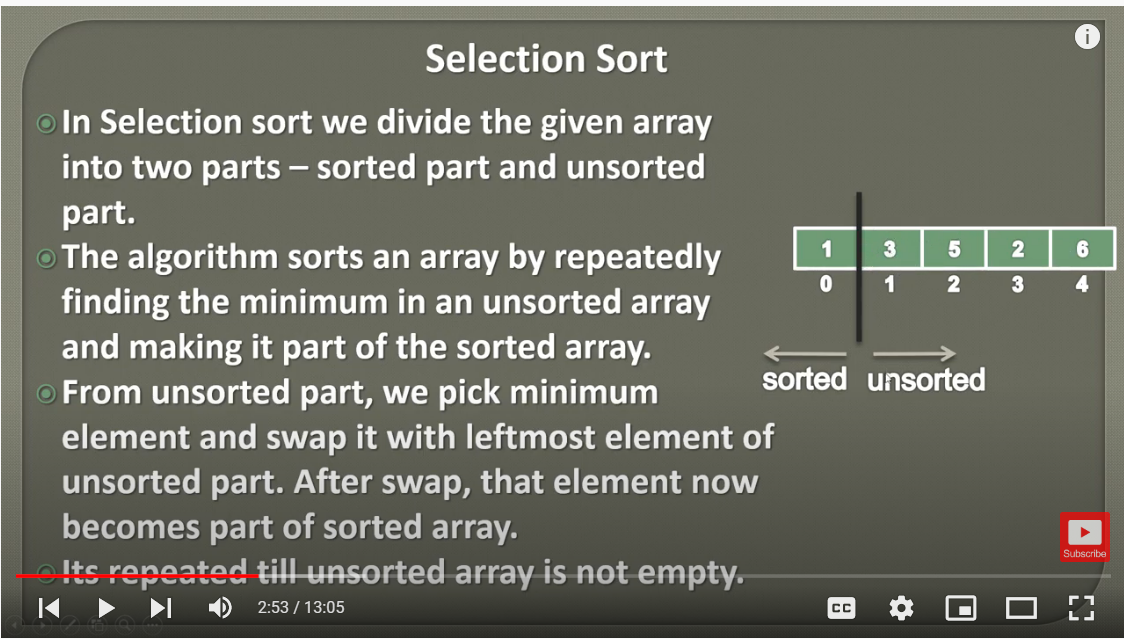 Selection Sort
In Selection sort we divide the given array
into two parts – sorted part and unsorted
part.
The algorithm sorts an array by repeatedly
finding the minimum in an unsorted array
and making it part of the sorted array.
From unsorted part, we pick minimum
element and swap it with leftmost element of
unsorted part. After swap, that element now
becomes part of sorted array.
Its repeated till unsorted array is not empty.
1 3 5 2 6
0 1 2 3 4
sorted unsorted
Subscribe
2:53 / 13:05
CC